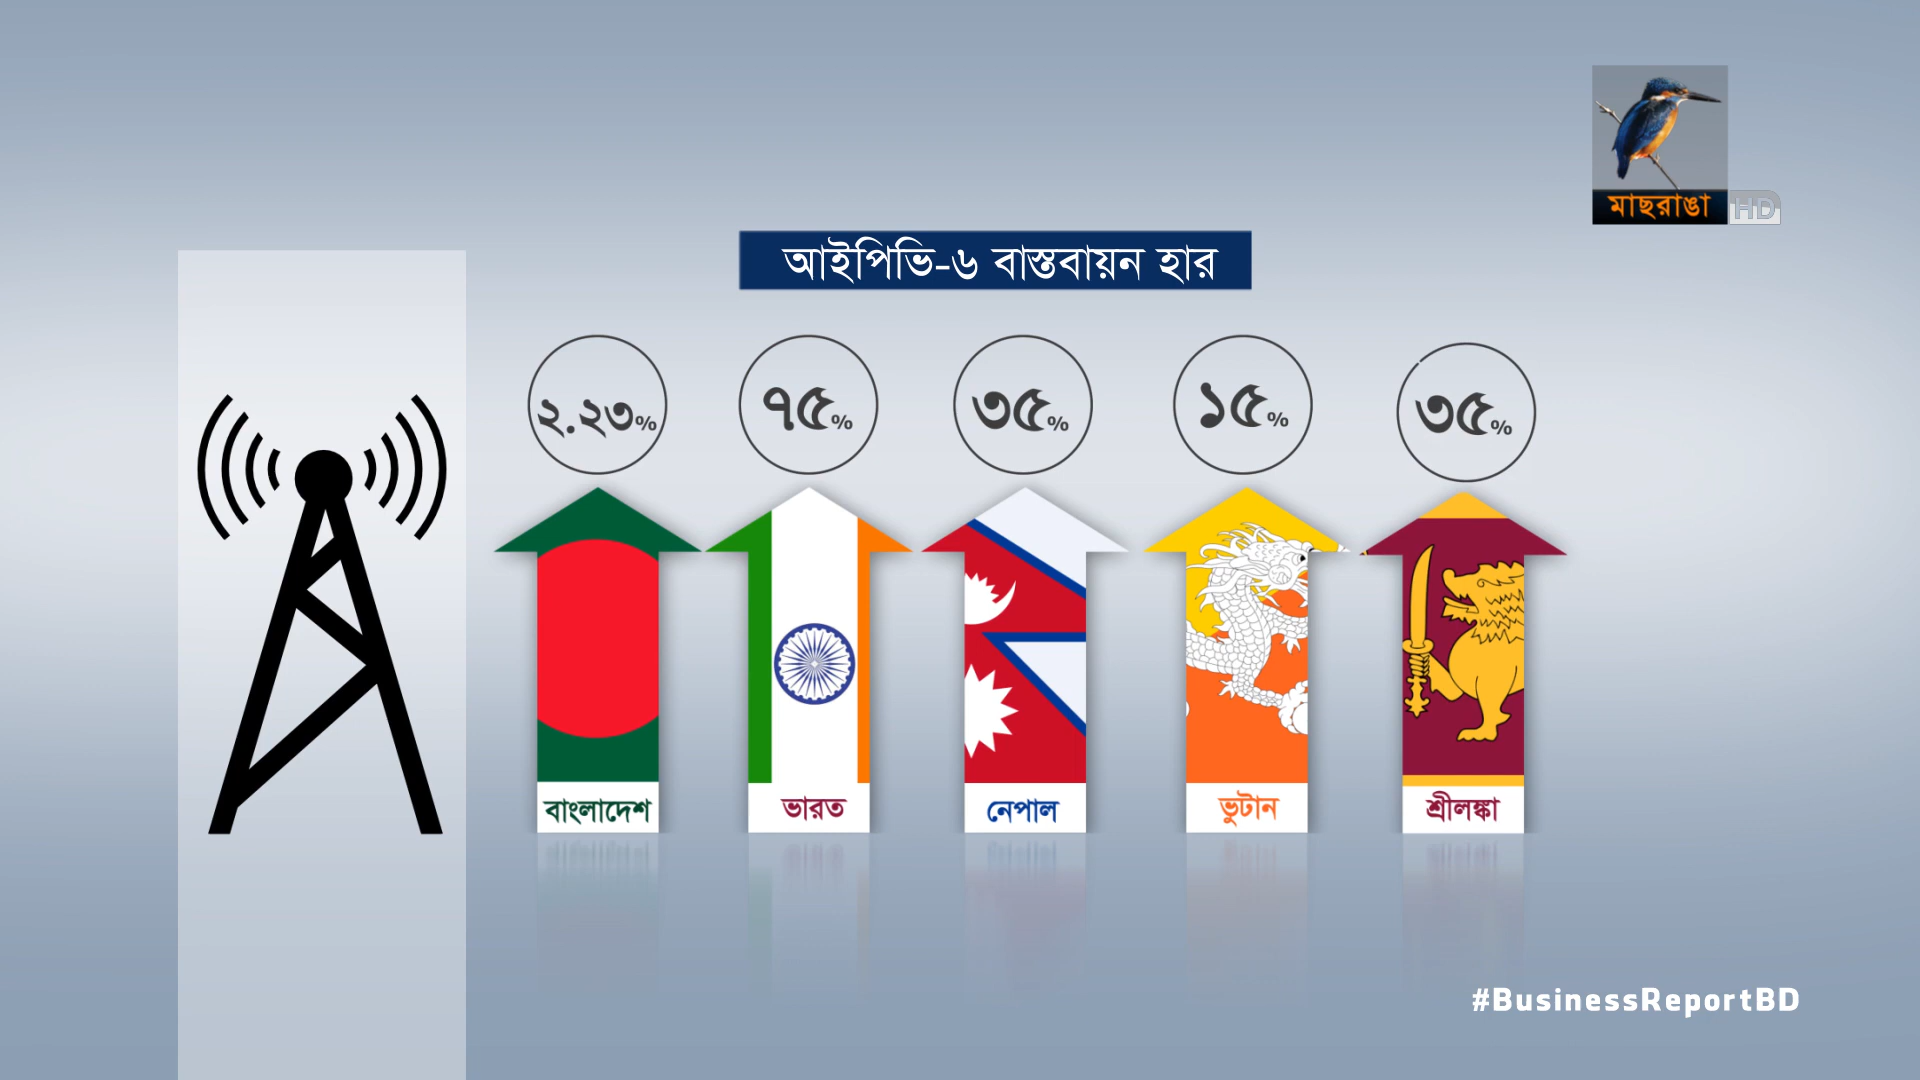 মাছরাঙা HD
আইপিভি-৬ বাস্তবায়ন হার
২.২৩% ৭৫% ৩৫% ১৫% ৩৫%
বাংলাদেশ ভারত নেপাল ভুটান শ্রীলঙ্কা
#BusinessReportBD